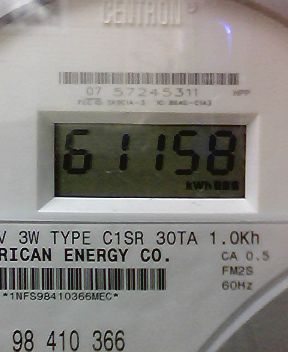 CENTRON
07 57245311
61158
kWh
V 3W TYPE C1SR 30TA 1.0Kh
RICAN ENERGY CO. CA 0.5
FM2S
*1NFS98410366MEC* 60Hz
98 410 366